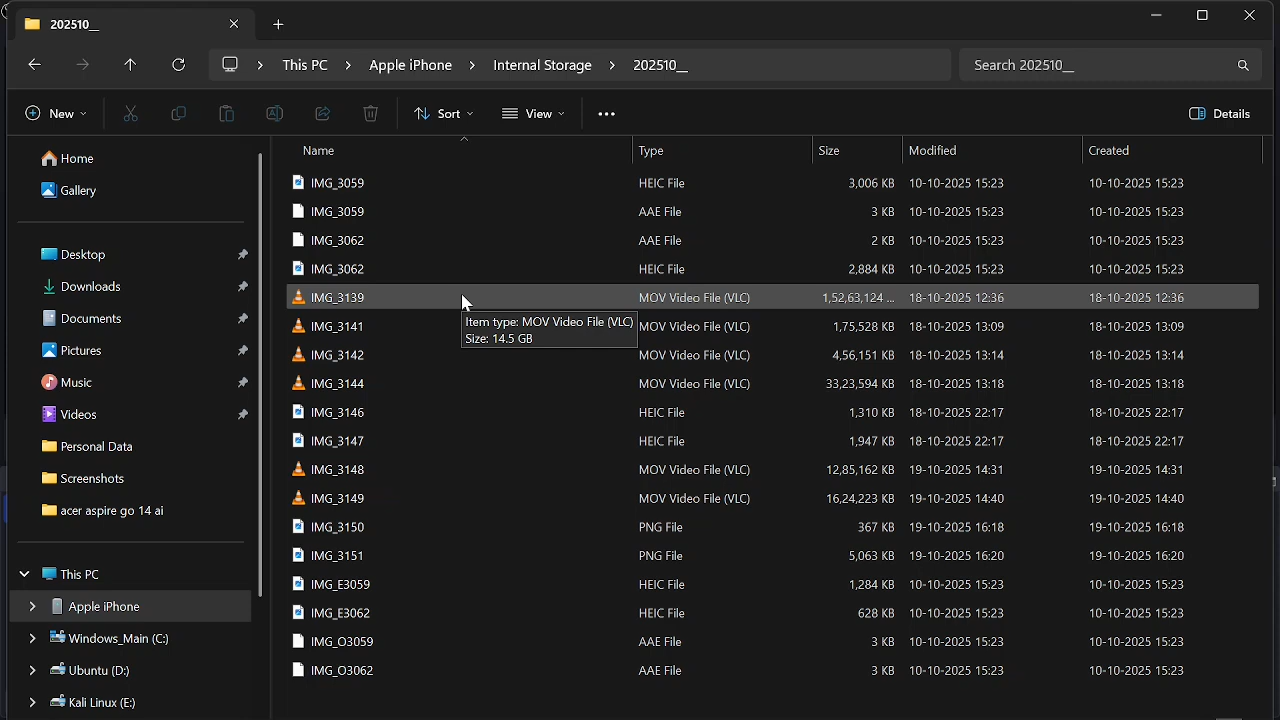 202510__
This PC > Apple iPhone > Internal Storage > 202510__
Search 202510__
New
Sort
View
Details
Home
Gallery
Desktop
Downloads
Documents
Pictures
Music
Videos
Personal Data
Screenshots
acer aspire go 14 ai
This PC
Apple iPhone
Windows_Main (C:)
Ubuntu (D:)
Kali Linux (E:)
Name Type Size Modified Created
IMG_3059 HEIC File 3,006 KB 10-10-2025 15:23 10-10-2025 15:23
IMG_3059 AAE File 3 KB 10-10-2025 15:23 10-10-2025 15:23
IMG_3062 AAE File 2 KB 10-10-2025 15:23 10-10-2025 15:23
IMG_3062 HEIC File 2,884 KB 10-10-2025 15:23 10-10-2025 15:23
IMG_3139 MOV Video File (VLC) 1,52,63,124 ... 18-10-2025 12:36 18-10-2025 12:36
Item type: MOV Video File (VLC)
Size: 14.5 GB
IMG_3141 MOV Video File (VLC) 1,75,528 KB 18-10-2025 13:09 18-10-2025 13:09
IMG_3142 MOV Video File (VLC) 4,56,151 KB 18-10-2025 13:14 18-10-2025 13:14
IMG_3144 MOV Video File (VLC) 33,23,594 KB 18-10-2025 13:18 18-10-2025 13:18
IMG_3146 HEIC File 1,310 KB 18-10-2025 22:17 18-10-2025 22:17
IMG_3147 HEIC File 1,947 KB 18-10-2025 22:17 18-10-2025 22:17
IMG_3148 MOV Video File (VLC) 12,85,162 KB 19-10-2025 14:31 19-10-2025 14:31
IMG_3149 MOV Video File (VLC) 16,24,223 KB 19-10-2025 14:40 19-10-2025 14:40
IMG_3150 PNG File 367 KB 19-10-2025 16:18 19-10-2025 16:18
IMG_3151 PNG File 5,063 KB 19-10-2025 16:20 19-10-2025 16:20
IMG_E3059 HEIC File 1,284 KB 10-10-2025 15:23 10-10-2025 15:23
IMG_E3062 HEIC File 628 KB 10-10-2025 15:23 10-10-2025 15:23
IMG_O3059 AAE File 3 KB 10-10-2025 15:23 10-10-2025 15:23
IMG_O3062 AAE File 3 KB 10-10-2025 15:23 10-10-2025 15:23